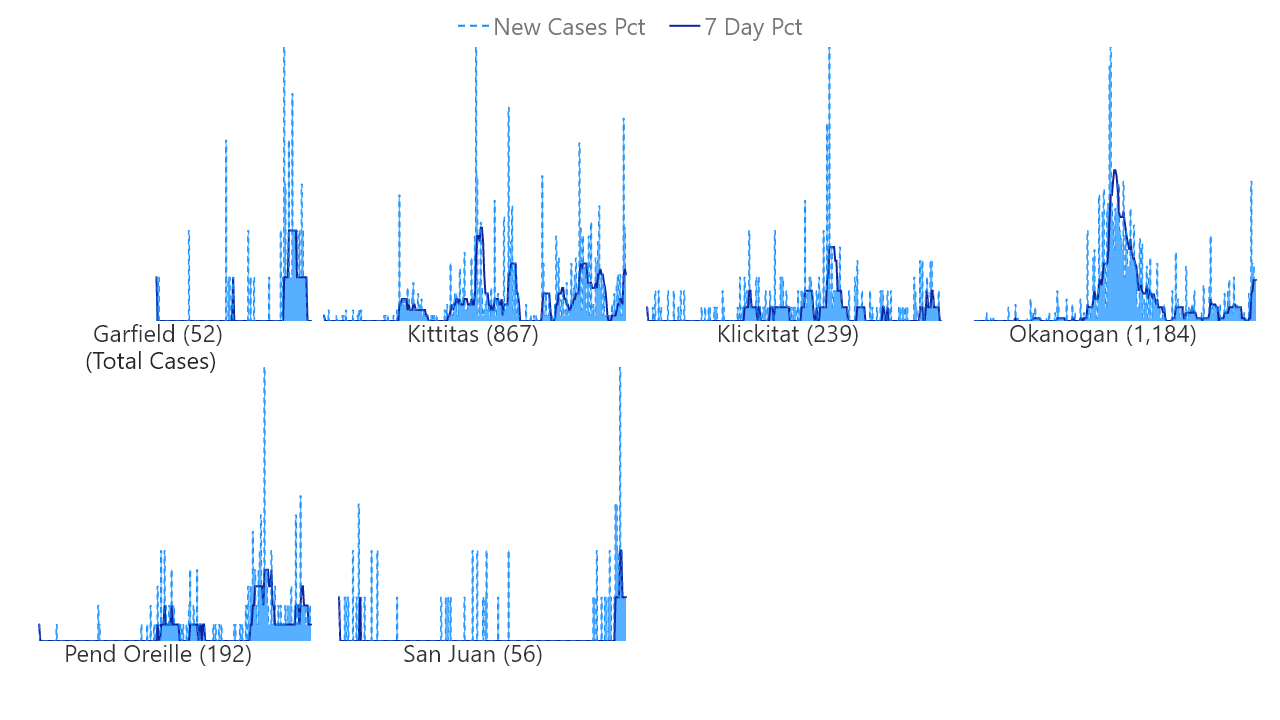 New Cases Pct 7 Day Pct
Garfield (52)
(Total Cases)
Kittitas (867)
Klickitat (239)
Okanogan (1,184)
Pend Oreille (192)
San Juan (56)